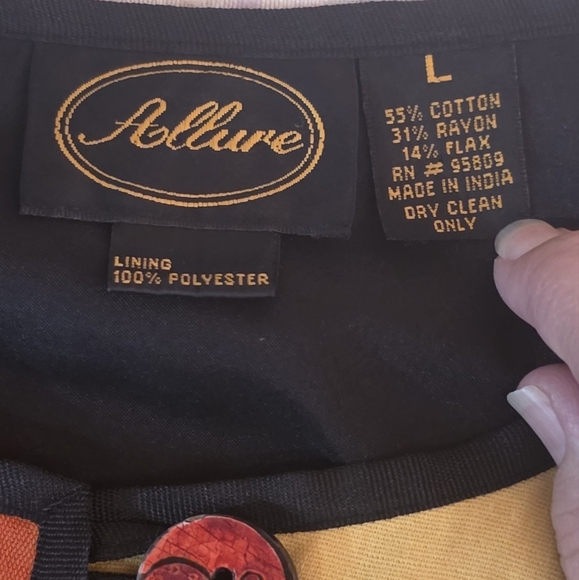 Allure
LINING
100% POLYESTER
L
55% COTTON
31% RAYON
14% FLAX
RN # 95809
MADE IN INDIA
DRY CLEAN
ONLY